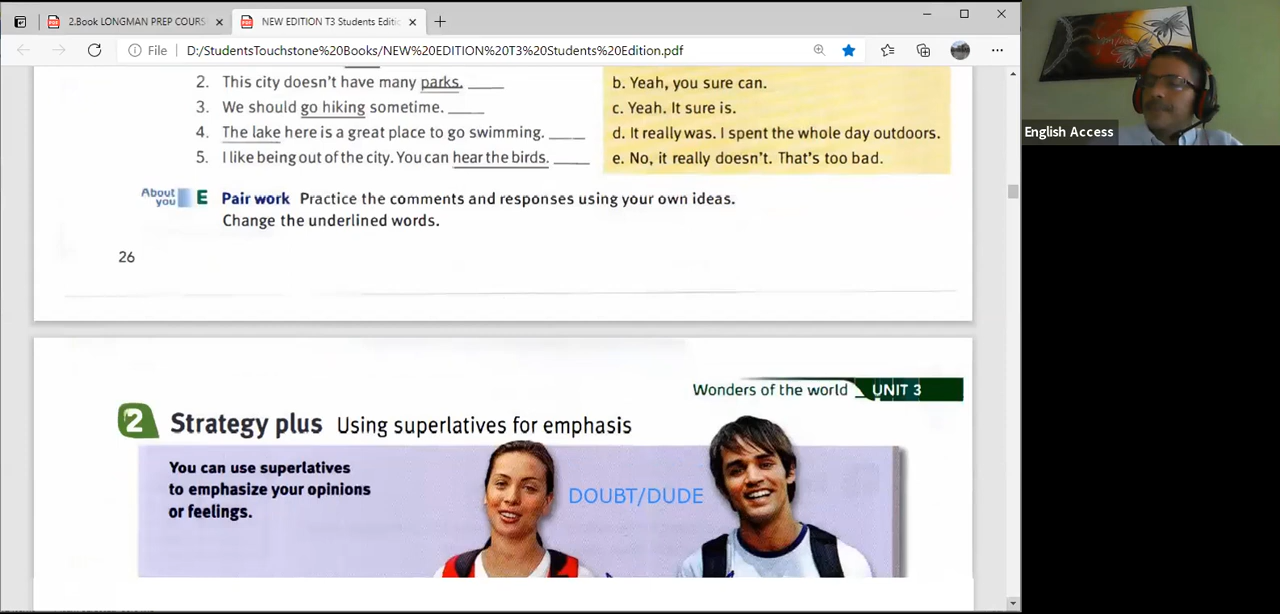 2.Book LONGMAN PREP COURS
NEW EDITION T3 Students Editic
File
D:/StudentsTouchstone%20Books/NEW%20EDITION%20T3%20Students%20Edition.pdf
2. This city doesn't have many parks. ____
3. We should go hiking sometime. ____
4. The lake here is a great place to go swimming. ____
5. I like being out of the city. You can hear the birds. ____
b. Yeah, you sure can.
c. Yeah. It sure is.
d. It really was. I spent the whole day outdoors.
e. No, it really doesn't. That's too bad.
About you
E Pair work Practice the comments and responses using your own ideas.
Change the underlined words.
26
Wonders of the world UNIT 3
2 Strategy plus Using superlatives for emphasis
You can use superlatives
to emphasize your opinions
or feelings.
DOUBT/DUDE
English Access